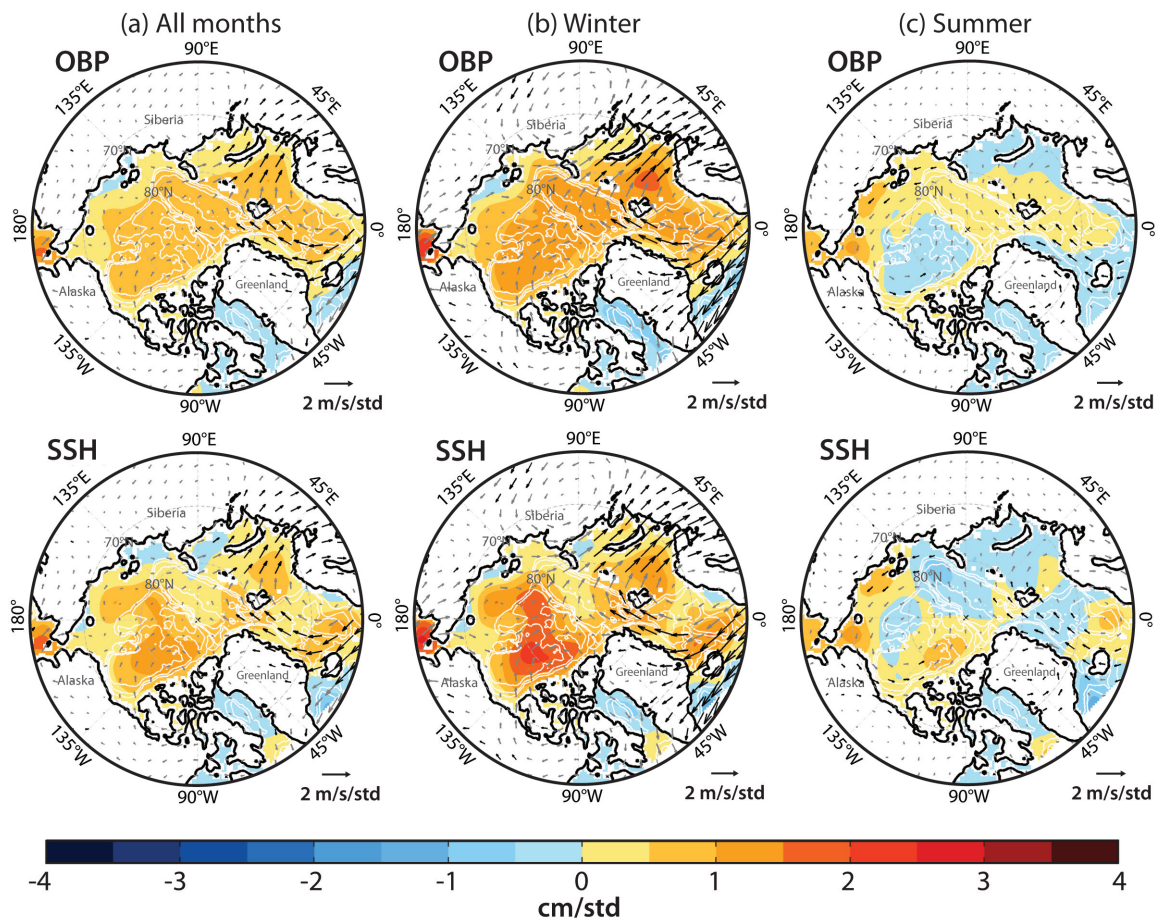 (a) All months
(b) Winter
(c) Summer
OBP
90°E
135°E
45°E
Siberia
70°N
80°N
180°
0°
Alaska
Greenland
135°W
45°W
90°W
2 m/s/std
OBP
90°E
135°E
45°E
Siberia
70°N
80°N
180°
0°
Alaska
Greenland
135°W
45°W
90°W
2 m/s/std
OBP
90°E
135°E
45°E
Siberia
70°N
80°N
180°
0°
Alaska
Greenland
135°W
45°W
90°W
2 m/s/std
SSH
90°E
135°E
45°E
Siberia
70°N
80°N
180°
0°
Alaska
Greenland
135°W
45°W
90°W
2 m/s/std
SSH
90°E
135°E
45°E
Siberia
70°N
80°N
180°
0°
Alaska
Greenland
135°W
45°W
90°W
2 m/s/std
SSH
90°E
135°E
45°E
Siberia
70°N
80°N
180°
0°
Alaska
Greenland
135°W
45°W
90°W
2 m/s/std
-4 -3 -2 -1 0 1 2 3 4
cm/std